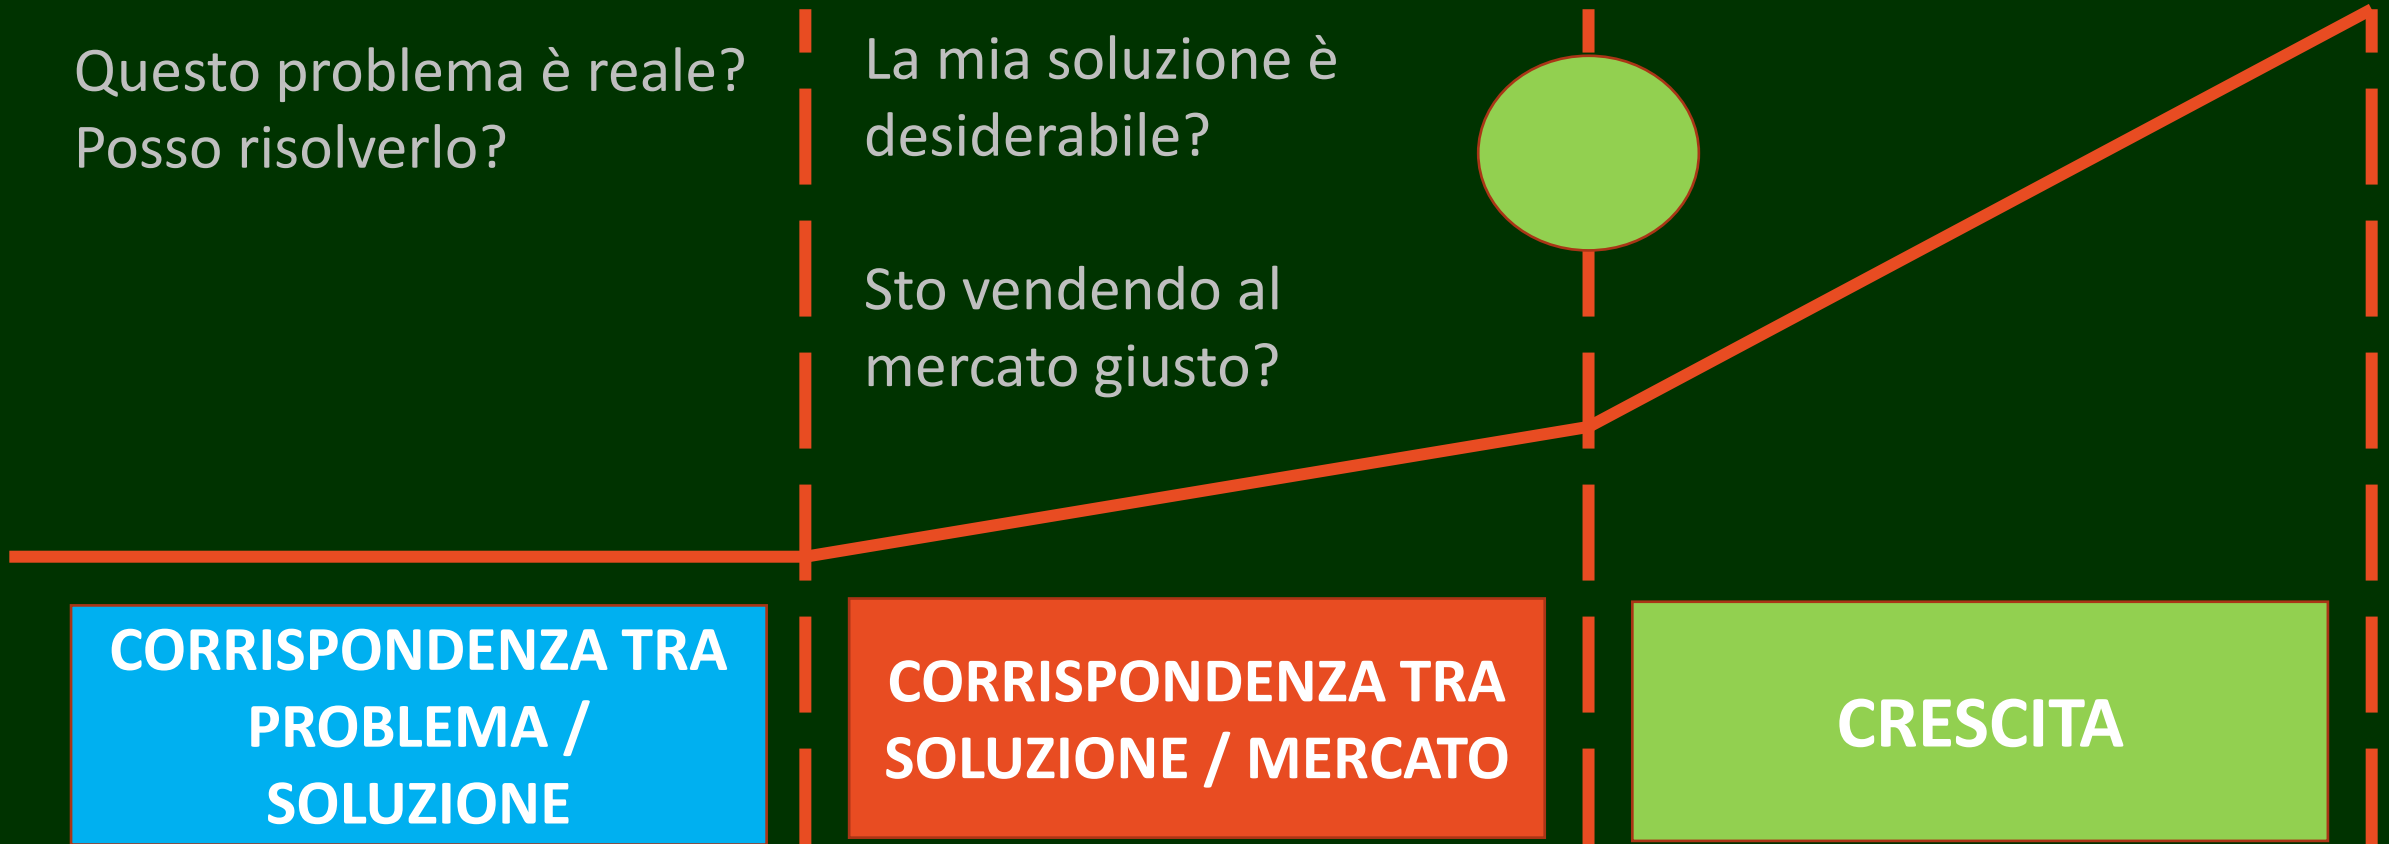 Questo problema è reale?
Posso risolverlo?
La mia soluzione è
desiderabile?
Sto vendendo al
mercato giusto?
CORRISPONDENZA TRA
PROBLEMA /
SOLUZIONE
CORRISPONDENZA TRA
SOLUZIONE / MERCATO
CRESCITA